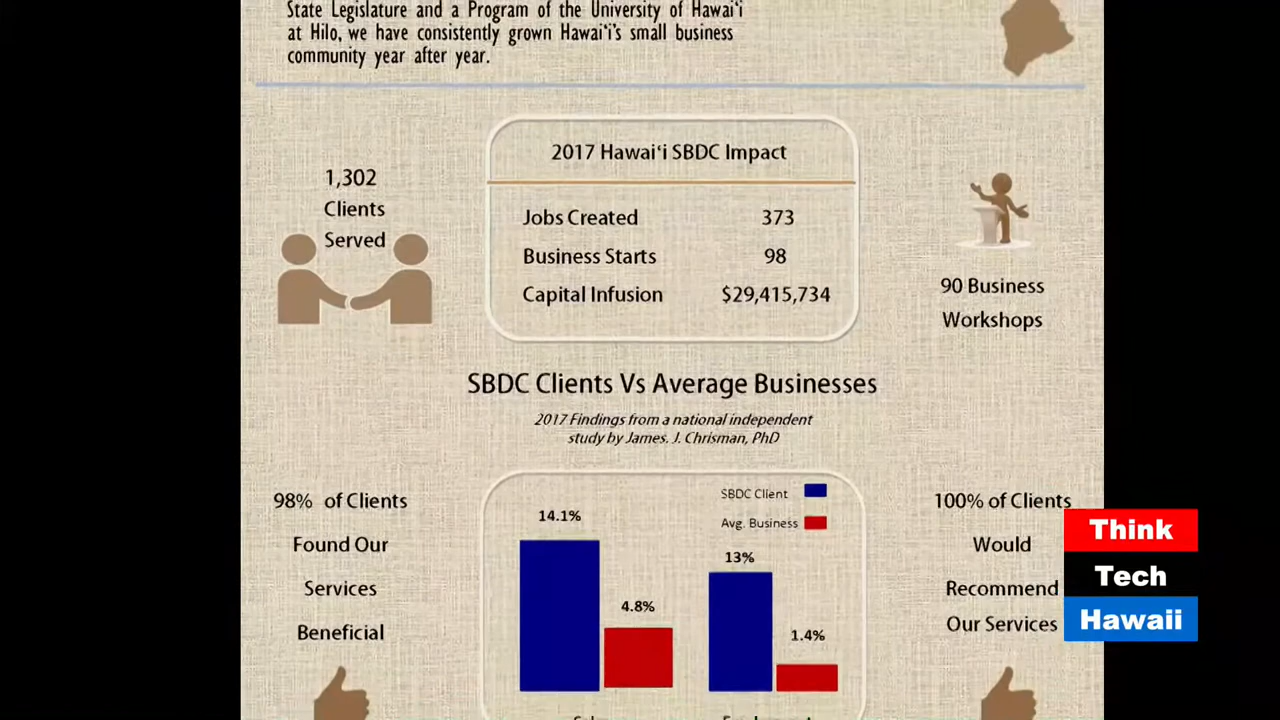 State Legislature and a Program of the University of Hawaiʻi
at Hilo, we have consistently grown Hawaiʻi's small business
community year after year.
1,302
Clients
Served
2017 Hawaiʻi SBDC Impact
Jobs Created 373
Business Starts 98
Capital Infusion $29,415,734
90 Business
Workshops
SBDC Clients Vs Average Businesses
2017 Findings from a national independent
study by James. J. Chrisman, PhD
98% of Clients
Found Our
Services
Beneficial
SBDC Client
Avg. Business
14.1%
4.8%
13%
1.4%
100% of Clients
Would
Recommend
Our Services
Think
Tech
Hawaii